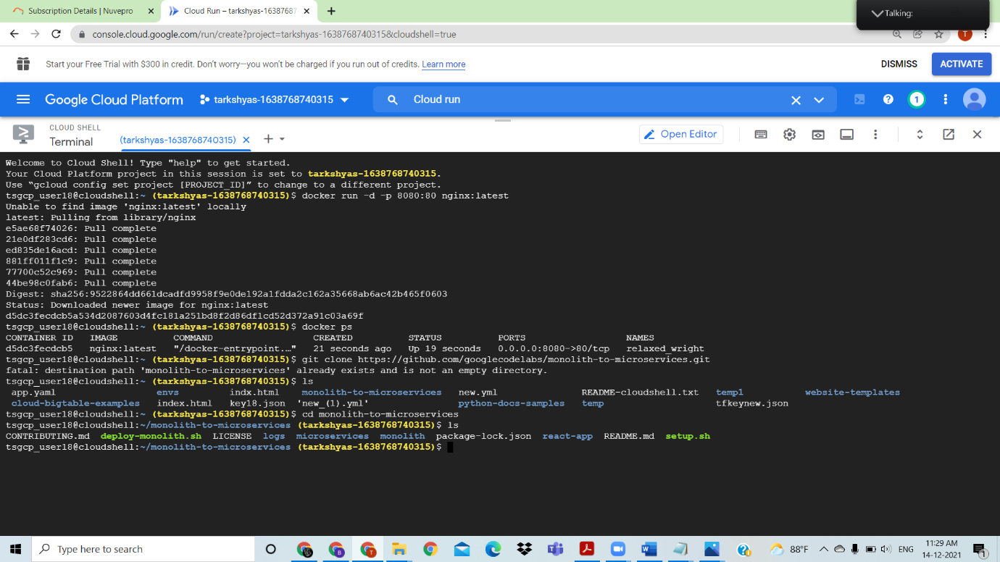 Subscription Details | Nuvepro
Cloud Run – tarkshyas-16387687
Talking:
console.cloud.google.com/run/create?project=tarkshyas-1638768740315&cloudshell=true
T
Start your Free Trial with $300 in credit. Don't worry—you won't be charged if you run out of credits. Learn more
DISMISS
ACTIVATE
Google Cloud Platform
tarkshyas-1638768740315
Cloud run
1
CLOUD SHELL
Terminal
(tarkshyas-1638768740315)
Open Editor
Welcome to Cloud Shell! Type "help" to get started.
Your Cloud Platform project in this session is set to tarkshyas-1638768740315.
Use “gcloud config set project [PROJECT_ID]” to change to a different project.
tsgcp_user18@cloudshell:~ (tarkshyas-1638768740315)$ docker run -d -p 8080:80 nginx:latest
Unable to find image 'nginx:latest' locally
latest: Pulling from library/nginx
e5ae68f74026: Pull complete
21e0df283cd6: Pull complete
ed835de16acd: Pull complete
881ff011f1c9: Pull complete
77700c52c969: Pull complete
44be98c0fab6: Pull complete
Digest: sha256:9522864dd661dcadfd9958f9e0de192a1fdda2c162a35668ab6ac42b465f0603
Status: Downloaded newer image for nginx:latest
d5dc3fecdcb5a534d2087603d4fc181a251bd8f2d86df1cd52d372a91c03a69f
tsgcp_user18@cloudshell:~ (tarkshyas-1638768740315)$ docker ps
CONTAINER ID IMAGE COMMAND CREATED STATUS PORTS NAMES
d5dc3fecdcb5 nginx:latest "/docker-entrypoint.…" 21 seconds ago Up 19 seconds 0.0.0.0:8080->80/tcp relaxed_wright
tsgcp_user18@cloudshell:~ (tarkshyas-1638768740315)$ git clone https://github.com/googlecodelabs/monolith-to-microservices.git
fatal: destination path 'monolith-to-microservices' already exists and is not an empty directory.
tsgcp_user18@cloudshell:~ (tarkshyas-1638768740315)$ ls
app.yaml envs indx.html monolith-to-microservices new.yml README-cloudshell.txt temp1 website-templates
cloud-bigtable-examples index.html key18.json 'new_(1).yml' python-docs-samples temp tfkeynew.json
tsgcp_user18@cloudshell:~ (tarkshyas-1638768740315)$ cd monolith-to-microservices
tsgcp_user18@cloudshell:~/monolith-to-microservices (tarkshyas-1638768740315)$ ls
CONTRIBUTING.md deploy-monolith.sh LICENSE logs microservices monolith package-lock.json react-app README.md setup.sh
tsgcp_user18@cloudshell:~/monolith-to-microservices (tarkshyas-1638768740315)$
Type here to search
88°F
ENG
11:29 AM
14-12-2021
1